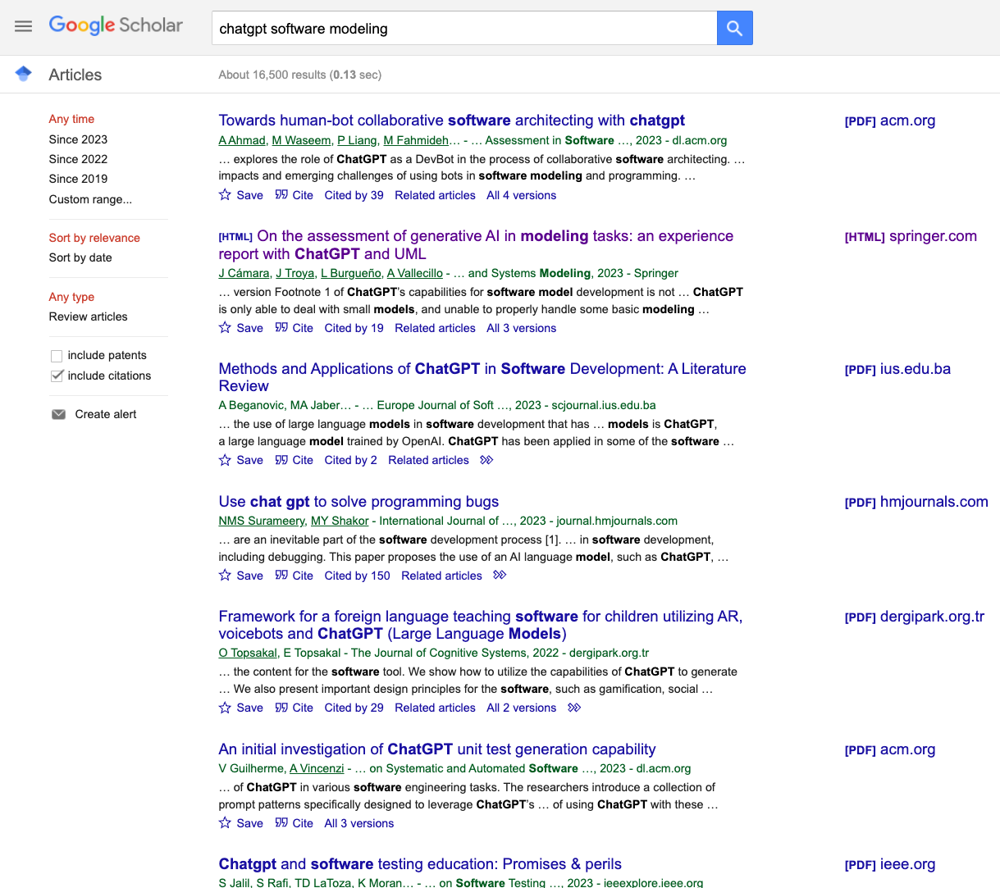 Google Scholar
chatgpt software modeling
Articles
About 16,500 results (0.13 sec)
Any time
Since 2023
Since 2022
Since 2019
Custom range...
Sort by relevance
Sort by date
Any type
Review articles
include patents
include citations
Create alert
Towards human-bot collaborative software architecting with chatgpt
A Ahmad, M Waseem, P Liang, M Fahmideh… - … Assessment in Software …, 2023 - dl.acm.org
… explores the role of ChatGPT as a DevBot in the process of collaborative software architecting. …
impacts and emerging challenges of using bots in software modeling and programming. …
Save Cite Cited by 39 Related articles All 4 versions
[PDF] acm.org
[HTML] On the assessment of generative AI in modeling tasks: an experience
report with ChatGPT and UML
J Cámara, J Troya, L Burgueño, A Vallecillo - … and Systems Modeling, 2023 - Springer
… version Footnote 1 of ChatGPT's capabilities for software model development is not … ChatGPT
is only able to deal with small models, and unable to properly handle some basic modeling …
Save Cite Cited by 19 Related articles All 3 versions
[HTML] springer.com
Methods and Applications of ChatGPT in Software Development: A Literature
Review
A Beganovic, MA Jaber… - … Europe Journal of Soft …, 2023 - scjournal.ius.edu.ba
… the use of large language models in software development that has … models is ChatGPT,
a large language model trained by OpenAI. ChatGPT has been applied in some of the software …
Save Cite Cited by 2 Related articles
[PDF] ius.edu.ba
Use chat gpt to solve programming bugs
NMS Surameery, MY Shakor - International Journal of …, 2023 - journal.hmjournals.com
… are an inevitable part of the software development process [1]. … in software development,
including debugging. This paper proposes the use of an AI language model, such as ChatGPT, …
Save Cite Cited by 150 Related articles
[PDF] hmjournals.com
Framework for a foreign language teaching software for children utilizing AR,
voicebots and ChatGPT (Large Language Models)
O Topsakal, E Topsakal - The Journal of Cognitive Systems, 2022 - dergipark.org.tr
… the content for the software tool. We show how to utilize the capabilities of ChatGPT to generate
… We also present important design principles for the software, such as gamification, social …
Save Cite Cited by 29 Related articles All 2 versions
[PDF] dergipark.org.tr
An initial investigation of ChatGPT unit test generation capability
V Guilherme, A Vincenzi - … on Systematic and Automated Software …, 2023 - dl.acm.org
… of ChatGPT in various software engineering tasks. The researchers introduce a collection of
prompt patterns specifically designed to leverage ChatGPT's … of using ChatGPT with these …
Save Cite All 3 versions
[PDF] acm.org
Chatgpt and software testing education: Promises & perils
S Jalil, S Rafi, TD LaToza, K Moran… - … on Software Testing …, 2023 - ieeexplore.ieee.org
[PDF] ieee.org